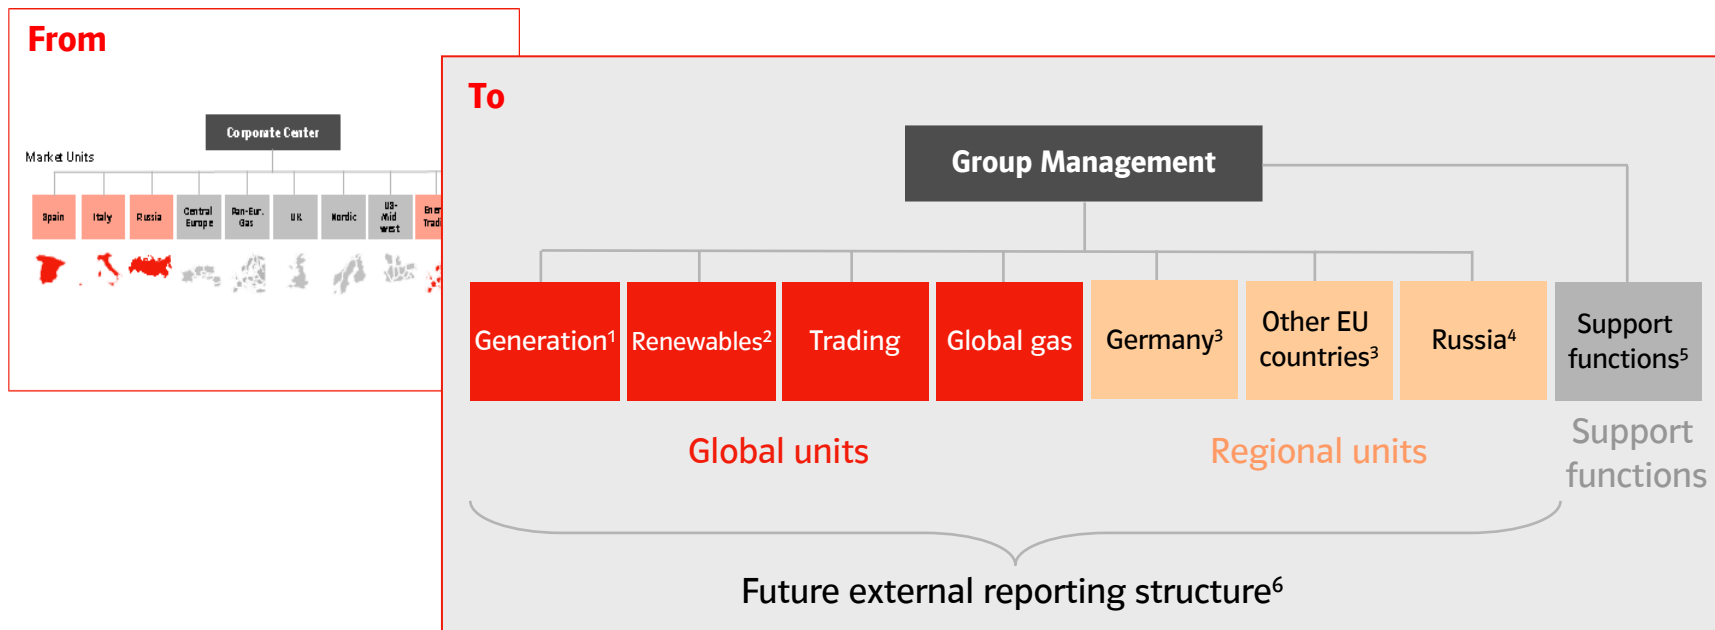 From
Corporate Center
Market Units
Spain
Italy
Russia
Central
Europe
Pan-Eur.
Gas
UK
Nordic
US-
Mid
west
To
Group Management
Generation¹
Renewables²
Trading
Global gas
Germany³
Other EU
countries³
Russia⁴
Support
functions⁵
Global units
Regional units
Support
functions
Future external reporting structure⁶